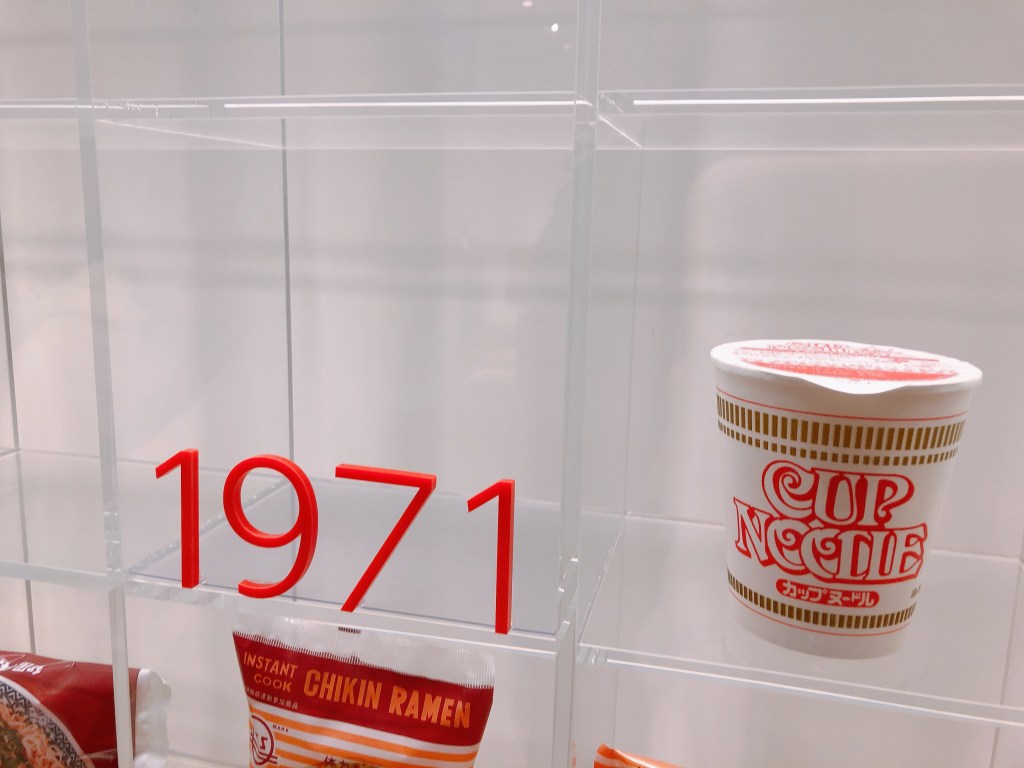 1971
CUP
NOODLE
カップヌードル
INSTANT
COOK
CHIKIN RAMEN